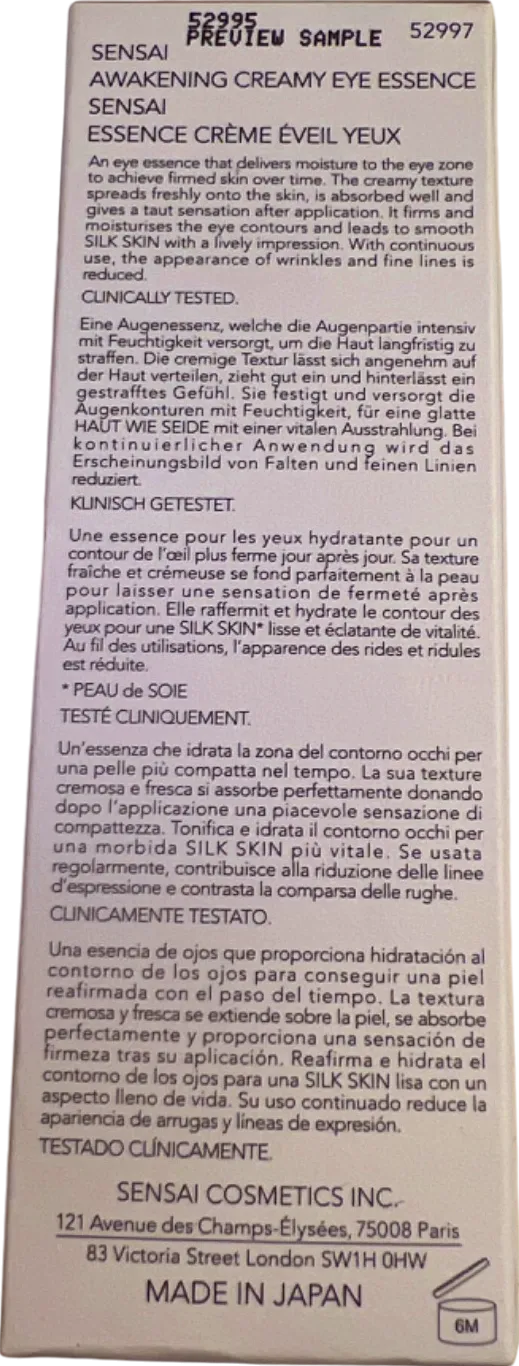 52995
PREVIEW SAMPLE
52997
SENSAI
AWAKENING CREAMY EYE ESSENCE
SENSAI
ESSENCE CRÈME ÉVEIL YEUX
An eye essence that delivers moisture to the eye zone
to achieve firmed skin over time. The creamy texture
spreads freshly onto the skin, is absorbed well and
gives a taut sensation after application. It firms and
moisturises the eye contours and leads to smooth
SILK SKIN with a lively impression. With continuous
use, the appearance of wrinkles and fine lines is
reduced.
CLINICALLY TESTED.
Eine Augenessenz, welche die Augenpartie intensiv
mit Feuchtigkeit versorgt, um die Haut langfristig zu
straffen. Die cremige Textur lässt sich angenehm auf
der Haut verteilen, zieht gut ein und hinterlässt ein
gestrafftes Gefühl. Sie festigt und versorgt die
Augenkonturen mit Feuchtigkeit, für eine glatte
HAUT WIE SEIDE mit einer vitalen Ausstrahlung. Bei
kontinuierlicher Anwendung wird das
Erscheinungsbild von Falten und feinen Linien
reduziert.
KLINISCH GETESTET.
Une essence pour les yeux hydratante pour un
contour de l'œil plus ferme jour après jour. Sa texture
fraîche et crémeuse se fond parfaitement à la peau
pour laisser une sensation de fermeté après
application. Elle raffermit et hydrate le contour des
yeux pour une SILK SKIN* lisse et éclatante de vitalité.
Au fil des utilisations, l'apparence des rides et ridules
est réduite.
* PEAU de SOIE
TESTÉ CLINIQUEMENT.
Un'essenza che idrata la zona del contorno occhi per
una pelle più compatta nel tempo. La sua texture
cremosa e fresca si assorbe perfettamente donando
dopo l'applicazione una piacevole sensazione di
compattezza. Tonifica e idrata il contorno occhi per
una morbida SILK SKIN più vitale. Se usata
regolarmente, contribuisce alla riduzione delle linee
d'espressione e contrasta la comparsa delle rughe.
CLINICAMENTE TESTATO.
Una esencia de ojos que proporciona hidratación al
contorno de los ojos para conseguir una piel
reafirmada con el paso del tiempo. La textura
cremosa y fresca se extiende sobre la piel, se absorbe
perfectamente y proporciona una sensación de
firmeza tras su aplicación. Reafirma e hidrata el
contorno de los ojos para una SILK SKIN lisa con un
aspecto lleno de vida. Su uso continuado reduce la
apariencia de arrugas y líneas de expresión.
TESTADO CLÍNICAMENTE.
SENSAI COSMETICS INC.
121 Avenue des Champs-Élysées, 75008 Paris
83 Victoria Street London SW1H 0HW
MADE IN JAPAN
6M